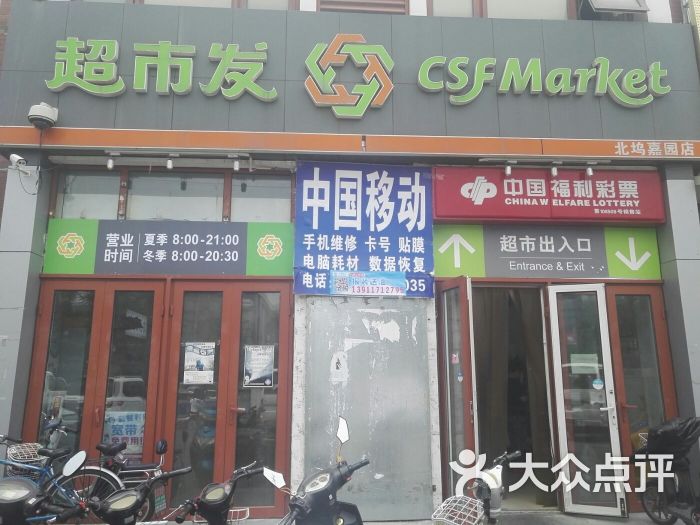 超市发 CSF Market
北坞嘉园店
中国移动
手机维修 卡号 贴膜
电脑耗材 数据恢复
电话
035
中国福利彩票
CHINA WELFARE LOTTERY
营业时间
夏季 8:00-21:00
冬季 8:00-20:30
超市出入口
Entrance & Exit
宽带
大众点评